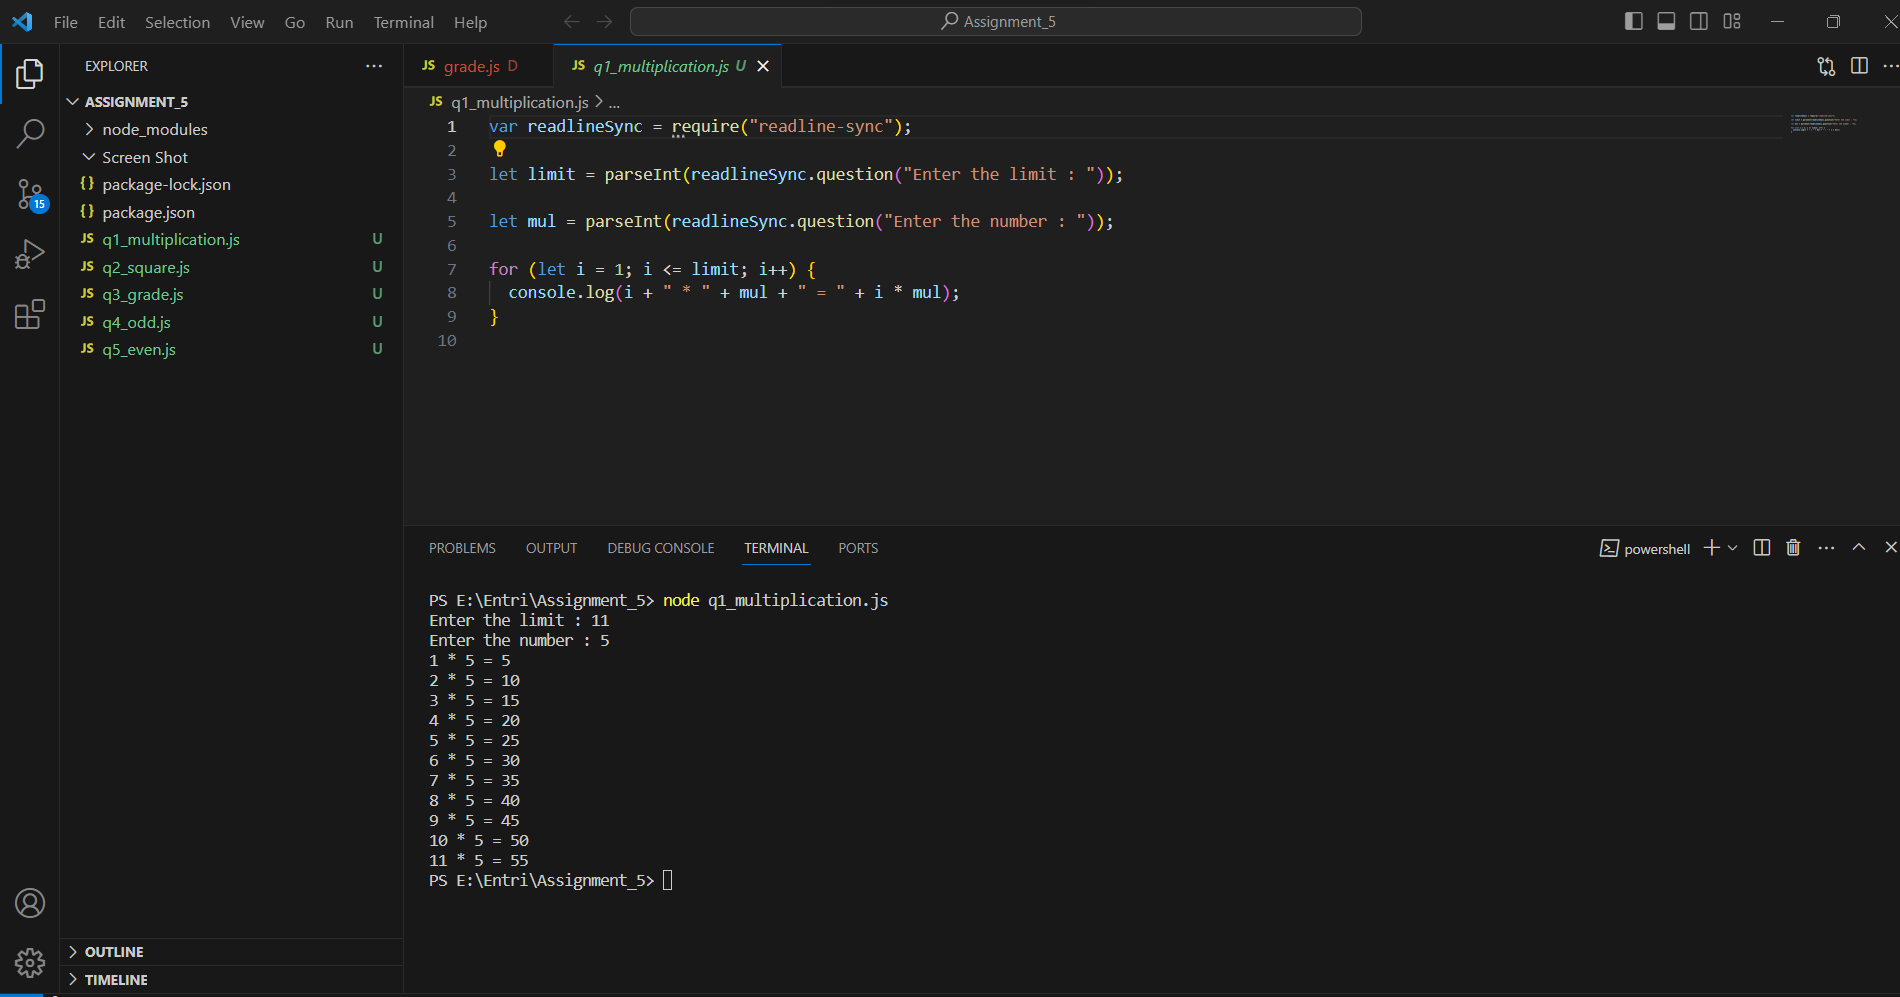 File Edit Selection View Go Run Terminal Help
Assignment_5
EXPLORER
ASSIGNMENT_5
node_modules
Screen Shot
{} package-lock.json
{} package.json
JS q1_multiplication.js U
JS q2_square.js U
JS q3_grade.js U
JS q4_odd.js U
JS q5_even.js U
15
OUTLINE
TIMELINE
JS grade.js D
JS q1_multiplication.js U
JS q1_multiplication.js > ...
1 var readlineSync = require("readline-sync");
2
3 let limit = parseInt(readlineSync.question("Enter the limit : "));
4
5 let mul = parseInt(readlineSync.question("Enter the number : "));
6
7 for (let i = 1; i <= limit; i++) {
8 console.log(i + " * " + mul + " = " + i * mul);
9 }
10
PROBLEMS OUTPUT DEBUG CONSOLE TERMINAL PORTS
powershell
PS E:\Entri\Assignment_5> node q1_multiplication.js
Enter the limit : 11
Enter the number : 5
1 * 5 = 5
2 * 5 = 10
3 * 5 = 15
4 * 5 = 20
5 * 5 = 25
6 * 5 = 30
7 * 5 = 35
8 * 5 = 40
9 * 5 = 45
10 * 5 = 50
11 * 5 = 55
PS E:\Entri\Assignment_5>